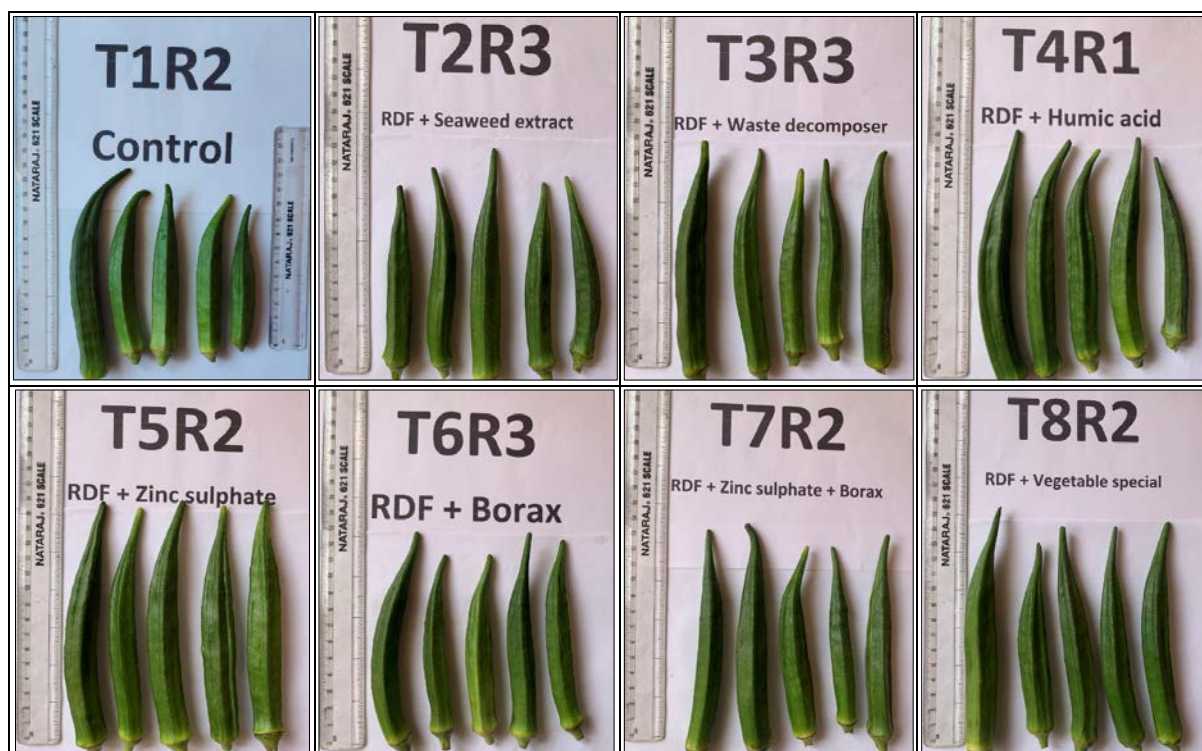 T1R2
Control
NATARAJ. 621 SCALE
NATARAJ. 621 SCALE
T2R3
RDF + Seaweed extract
NATARAJ. 621 SCALE
T3R3
RDF + Waste decomposer
NATARAJ. 621 SCALE
T4R1
RDF + Humic acid
NATARAJ. 621 SCALE
T5R2
RDF + Zinc sulphate
NATARAJ. 621 SCALE
T6R3
RDF + Borax
NATARAJ. 621 SCALE
T7R2
RDF + Zinc sulphate + Borax
NATARAJ. 621 SCALE
T8R2
RDF + Vegetable special
NATARAJ. 621 SCALE